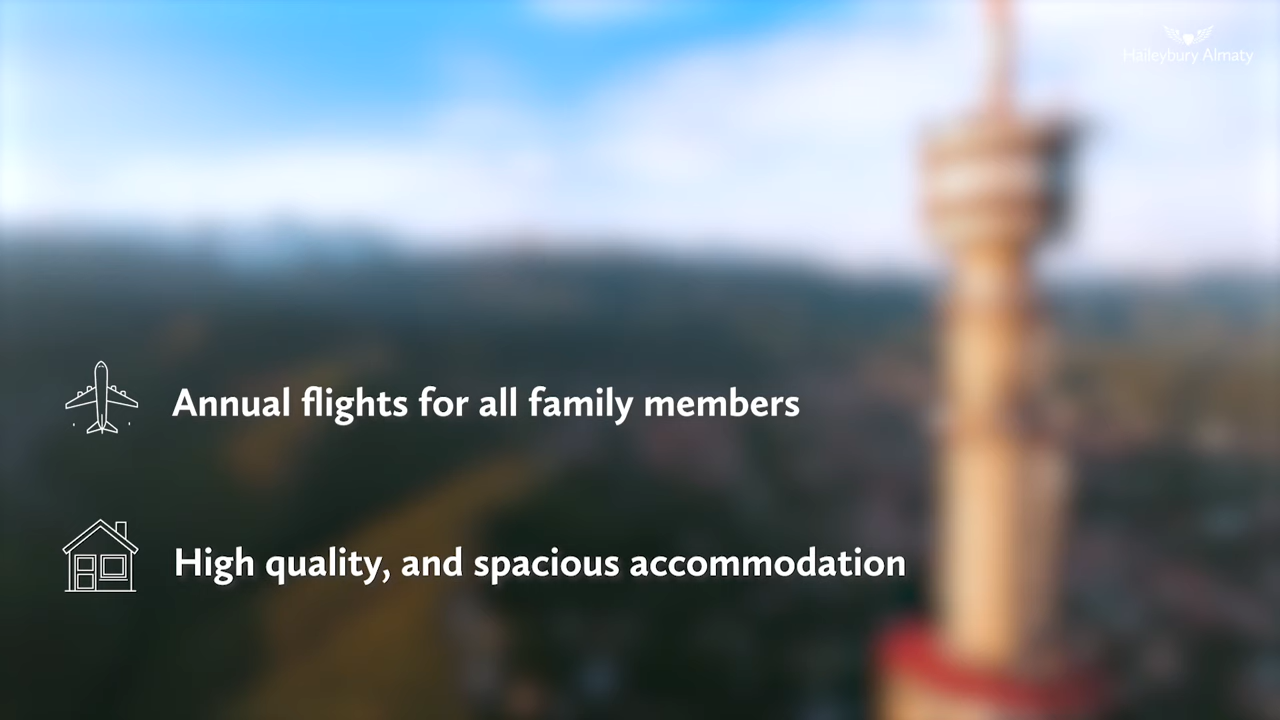 Haileybury Almaty
Annual flights for all family members
High quality, and spacious accommodation